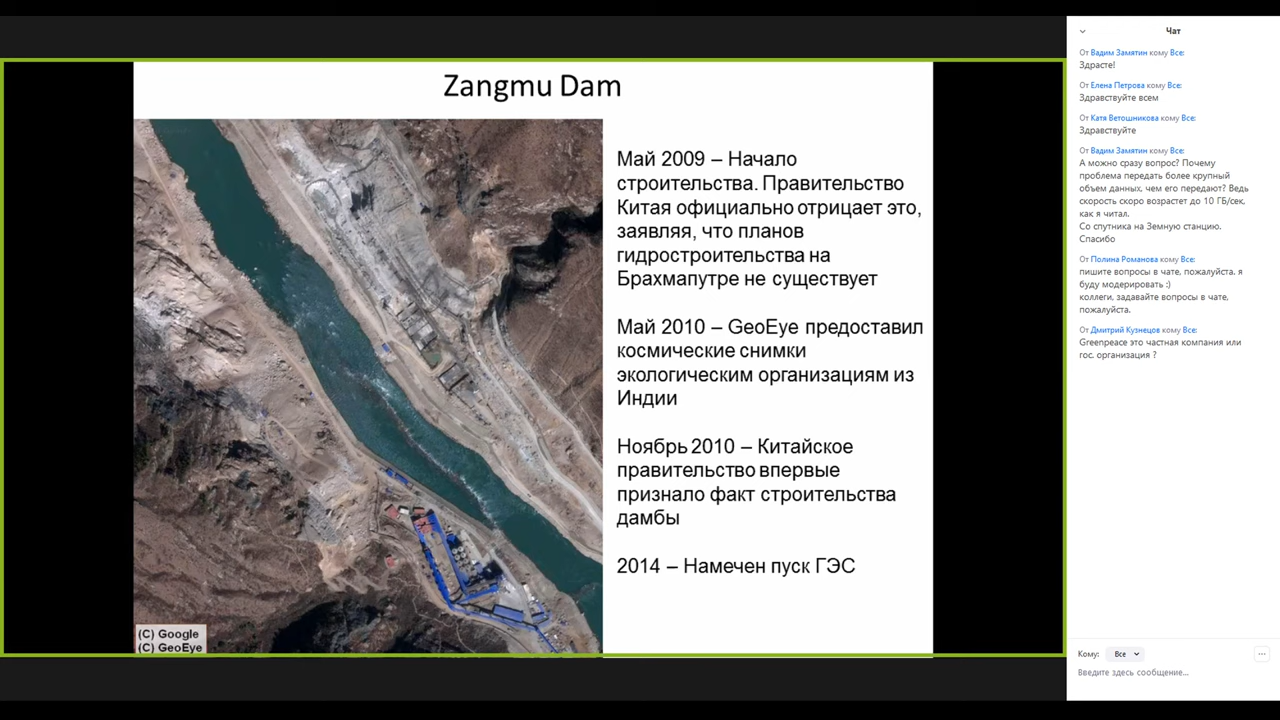 Zangmu Dam
Май 2009 – Начало
строительства. Правительство
Китая официально отрицает это,
заявляя, что планов
гидростроительства на
Брахмапутре не существует
Май 2010 – GeoEye предоставил
космические снимки
экологическим организациям из
Индии
Ноябрь 2010 – Китайское
правительство впервые
признало факт строительства
дамбы
2014 – Намечен пуск ГЭС
(C) Google
(C) GeoEye
Чат
От Вадим Замятин кому Все:
Здрасте!
От Елена Петрова кому Все:
Здравствуйте всем
От Катя Ветошникова кому Все:
Здравствуйте
От Вадим Замятин кому Все:
А можно сразу вопрос? Почему
проблема передать более крупный
объем данных, чем его передают? Ведь
скорость скоро возрастет до 10 ГБ/сек,
как я читал.
Со спутника на Земную станцию.
Спасибо
От Полина Романова кому Все:
пишите вопросы в чате, пожалуйста. я
буду модерировать :)
коллеги, задавайте вопросы в чате,
пожалуйста.
От Дмитрий Кузнецов кому Все:
Greenpeace это частная компания или
гос. организация ?
Кому: Все
Введите здесь сообщение...